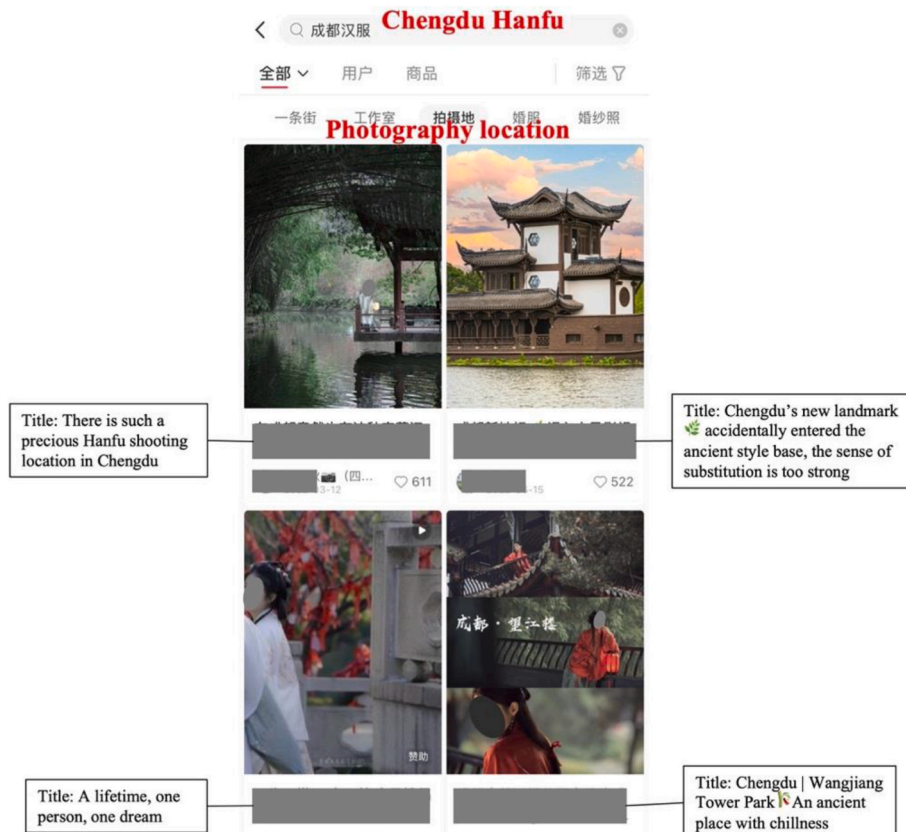 成都汉服
Chengdu Hanfu
全部
用户
商品
筛选
一条街
工作室
拍摄地
婚服
婚纱照
Photography location
Title: There is such a
precious Hanfu shooting
location in Chengdu
Title: Chengdu's new landmark
🌿 accidentally entered the
ancient style base, the sense of
substitution is too strong
(四...
3-12
611
-15
522
成都·望江楼
赞助
Title: A lifetime, one
person, one dream
Title: Chengdu | Wangjiang
Tower Park An ancient
place with chillness